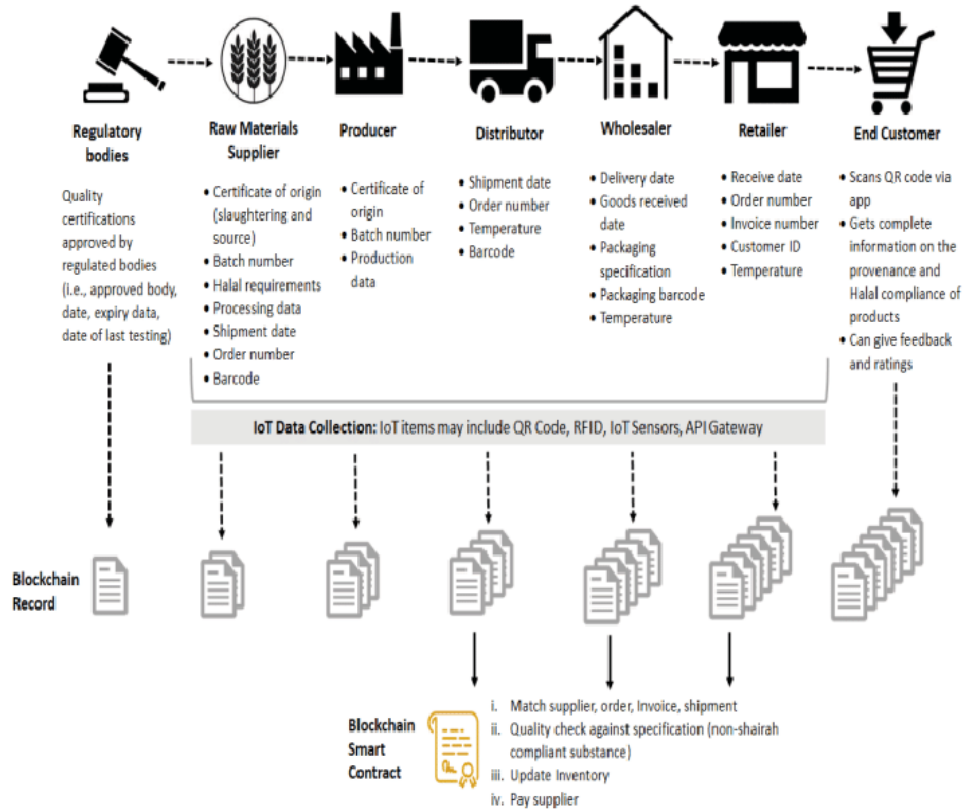 Regulatory
bodies
Quality
certifications
approved by
regulated bodies
(i.e., approved body,
date, expiry data,
date of last testing)
Raw Materials
Supplier
• Certificate of origin
(slaughtering and
source)
• Batch number
• Halal requirements
• Processing data
• Shipment date
• Order number
• Barcode
Producer
• Certificate of
origin
• Batch number
• Production
data
Distributor
• Shipment date
• Order number
• Temperature
• Barcode
Wholesaler
• Delivery date
• Goods received
date
• Packaging
specification
• Packaging barcode
• Temperature
Retailer
• Receive date
• Order number
• Invoice number
• Customer ID
• Temperature
End Customer
• Scans QR code via
app
• Gets complete
information on the
provenance and
Halal compliance of
products
• Can give feedback
and ratings
IoT Data Collection: IoT items may include QR Code, RFID, IoT Sensors, API Gateway
Blockchain
Record
Blockchain
Smart
Contract
i. Match supplier, order, Invoice, shipment
ii. Quality check against specification (non-shairah
compliant substance)
iii. Update Inventory
iv. Pay supplier